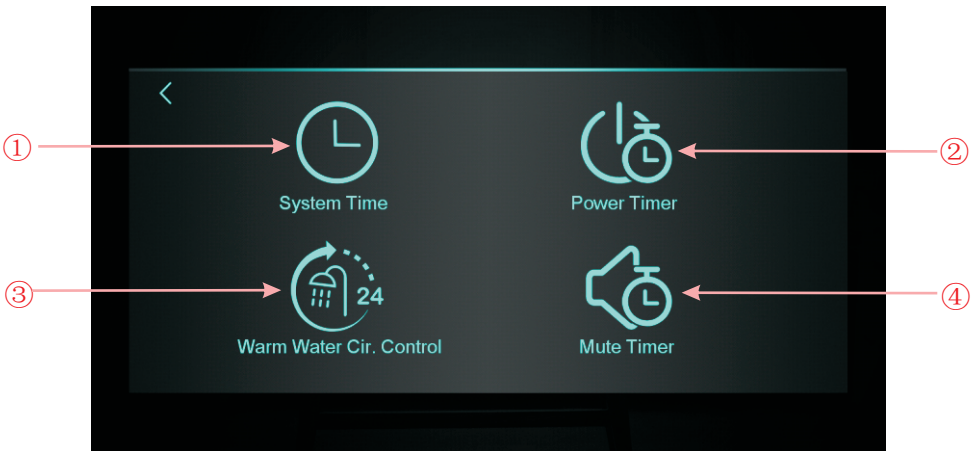 ①
System Time
②
Power Timer
③
24
Warm Water Cir. Control
④
Mute Timer